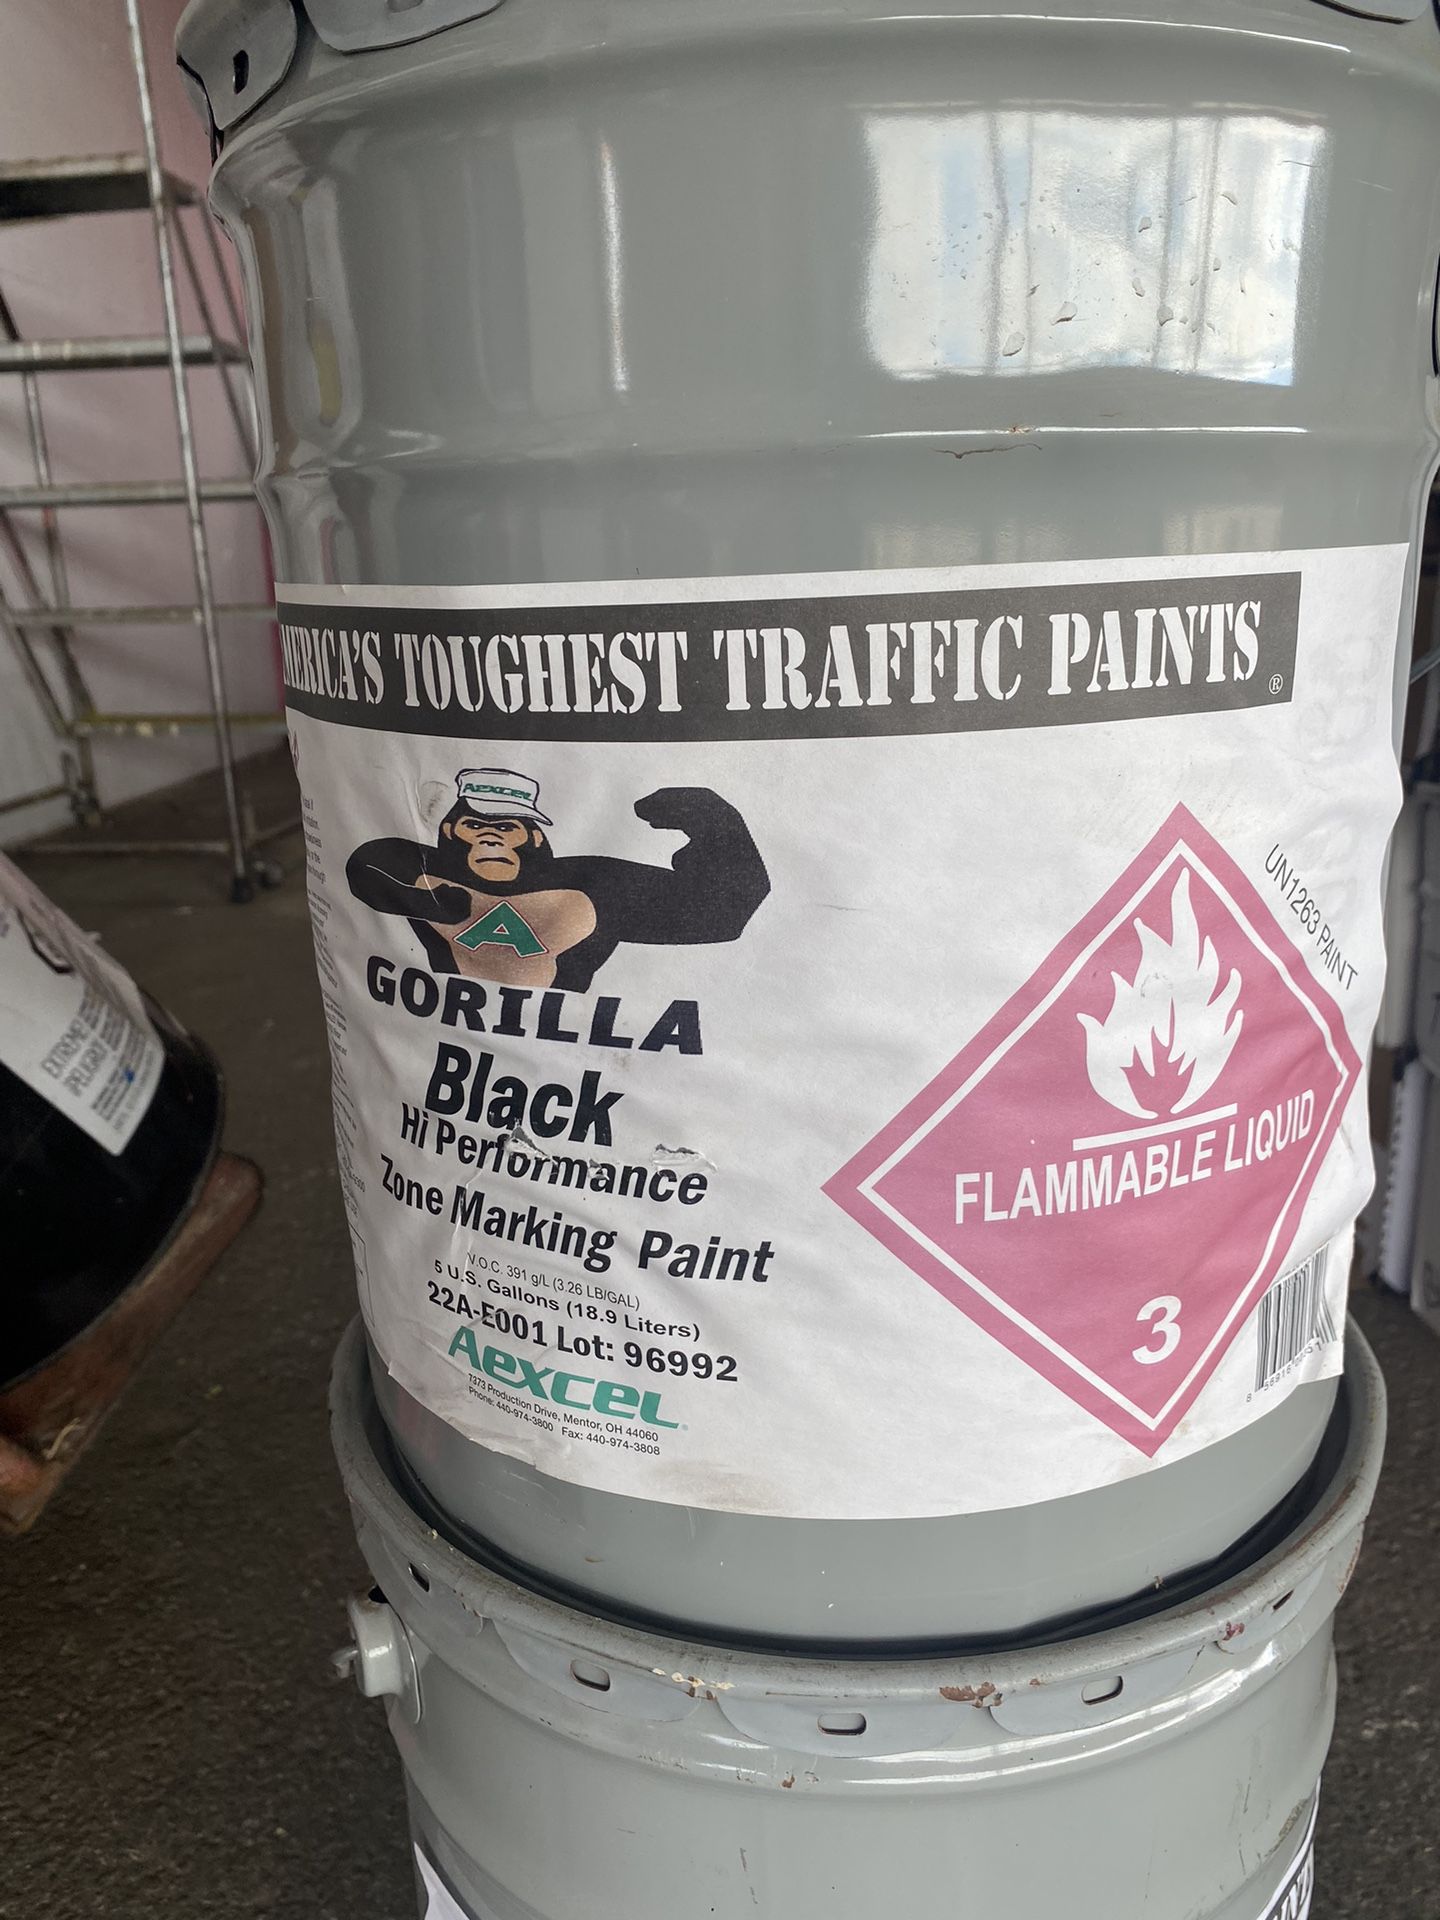 MERICA'S TOUGHEST TRAFFIC PAINTS®
AEXCEL
A
GORILLA
Black
Hi Performance
Zone Marking Paint
V.O.C. 391 g/L (3.26 LB/GAL)
5 U.S. Gallons (18.9 Liters)
22A-E001 Lot: 96992
Aexcel®
7373 Production Drive, Mentor, OH 44060
Phone: 440-974-3800 Fax: 440-974-3808
UN1263 PAINT
FLAMMABLE LIQUID
3